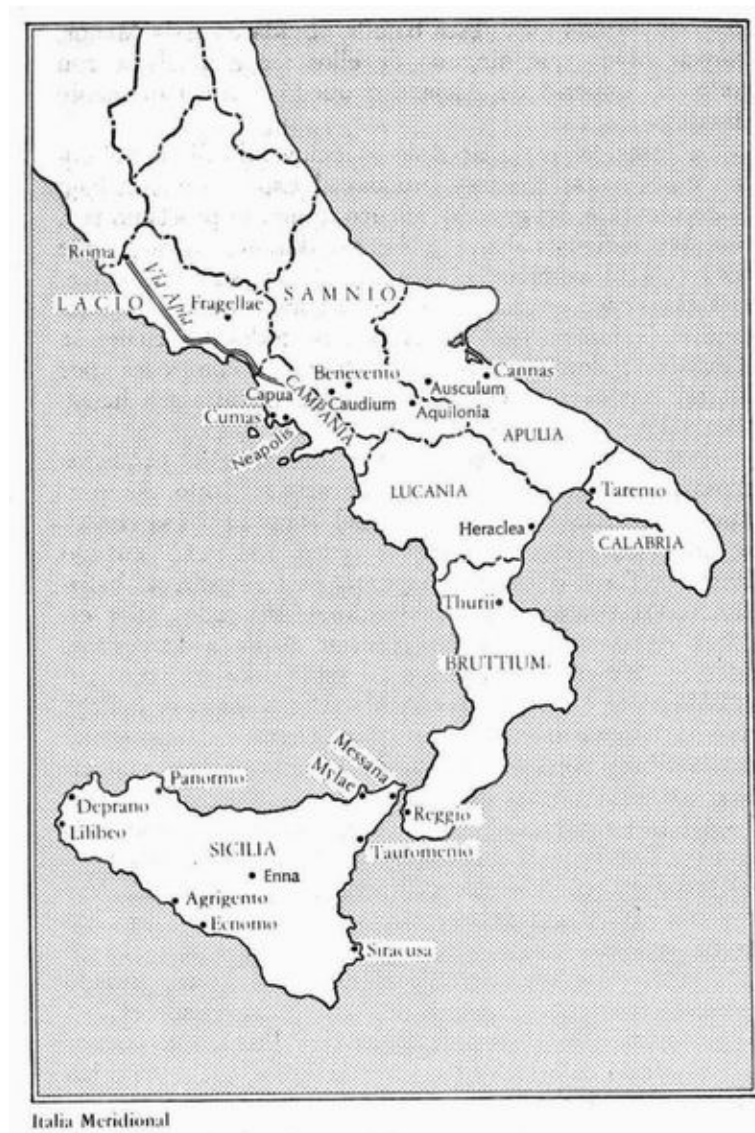 Roma
Vía Apia
LACIO
Fragellae
SAMNIO
Benevento
Cannas
Ausculum
Capua
CAMPANIA
Caudium
Aquilonia
Cumas
Neapolis
APULIA
LUCANIA
Tarento
Heraclea
CALABRIA
Thurii
BRUTTIUM
Messana
Mylae
Panormo
Deprano
Reggio
Lilibeo
SICILIA
Tauromenio
Enna
Agrigento
Ecnomo
Siracusa
Italia Meridional